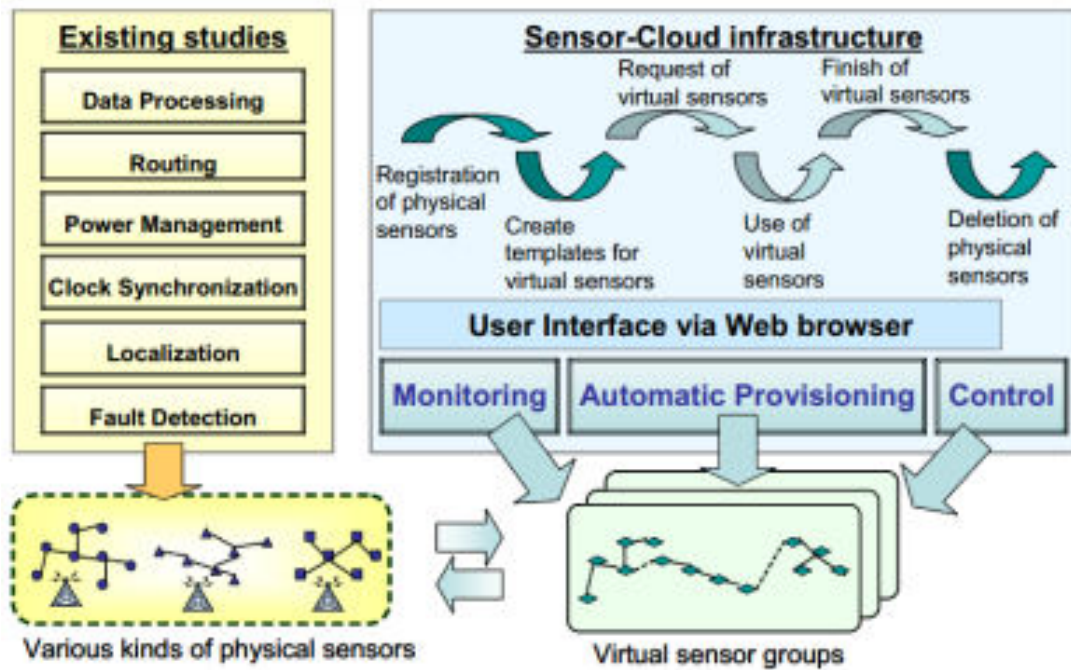 Existing studies
Data Processing
Routing
Power Management
Clock Synchronization
Localization
Fault Detection
Sensor-Cloud infrastructure
Registration
of physical
sensors
Create
templates for
virtual sensors
Request of
virtual sensors
Use of
virtual
sensors
Finish of
virtual sensors
Deletion of
physical
sensors
User Interface via Web browser
Monitoring
Automatic Provisioning
Control
Various kinds of physical sensors
Virtual sensor groups